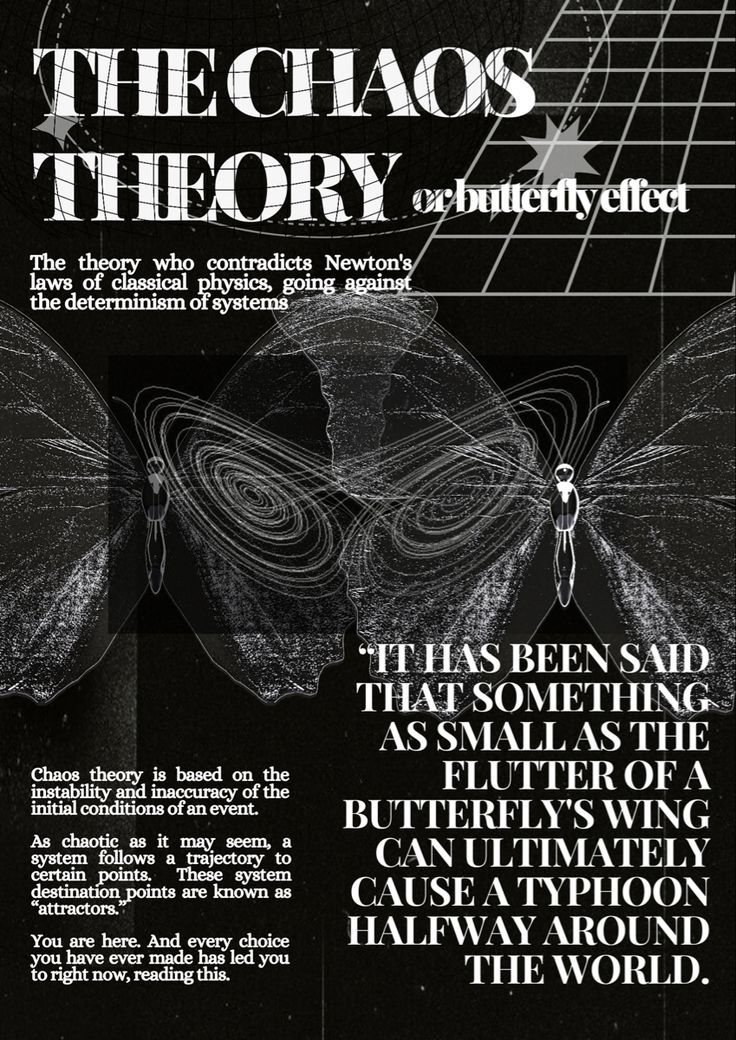 THE CHAOS
THEORY or butterfly effect
The theory who contradicts Newton's
laws of classical physics, going against
the determinism of systems
“IT HAS BEEN SAID
THAT SOMETHING
AS SMALL AS THE
FLUTTER OF A
BUTTERFLY'S WING
CAN ULTIMATELY
CAUSE A TYPHOON
HALFWAY AROUND
THE WORLD.
Chaos theory is based on the
instability and inaccuracy of the
initial conditions of an event.
As chaotic as it may seem, a
system follows a trajectory to
certain points. These system
destination points are known as
“attractors.”
You are here. And every choice
you have ever made has led you
to right now, reading this.